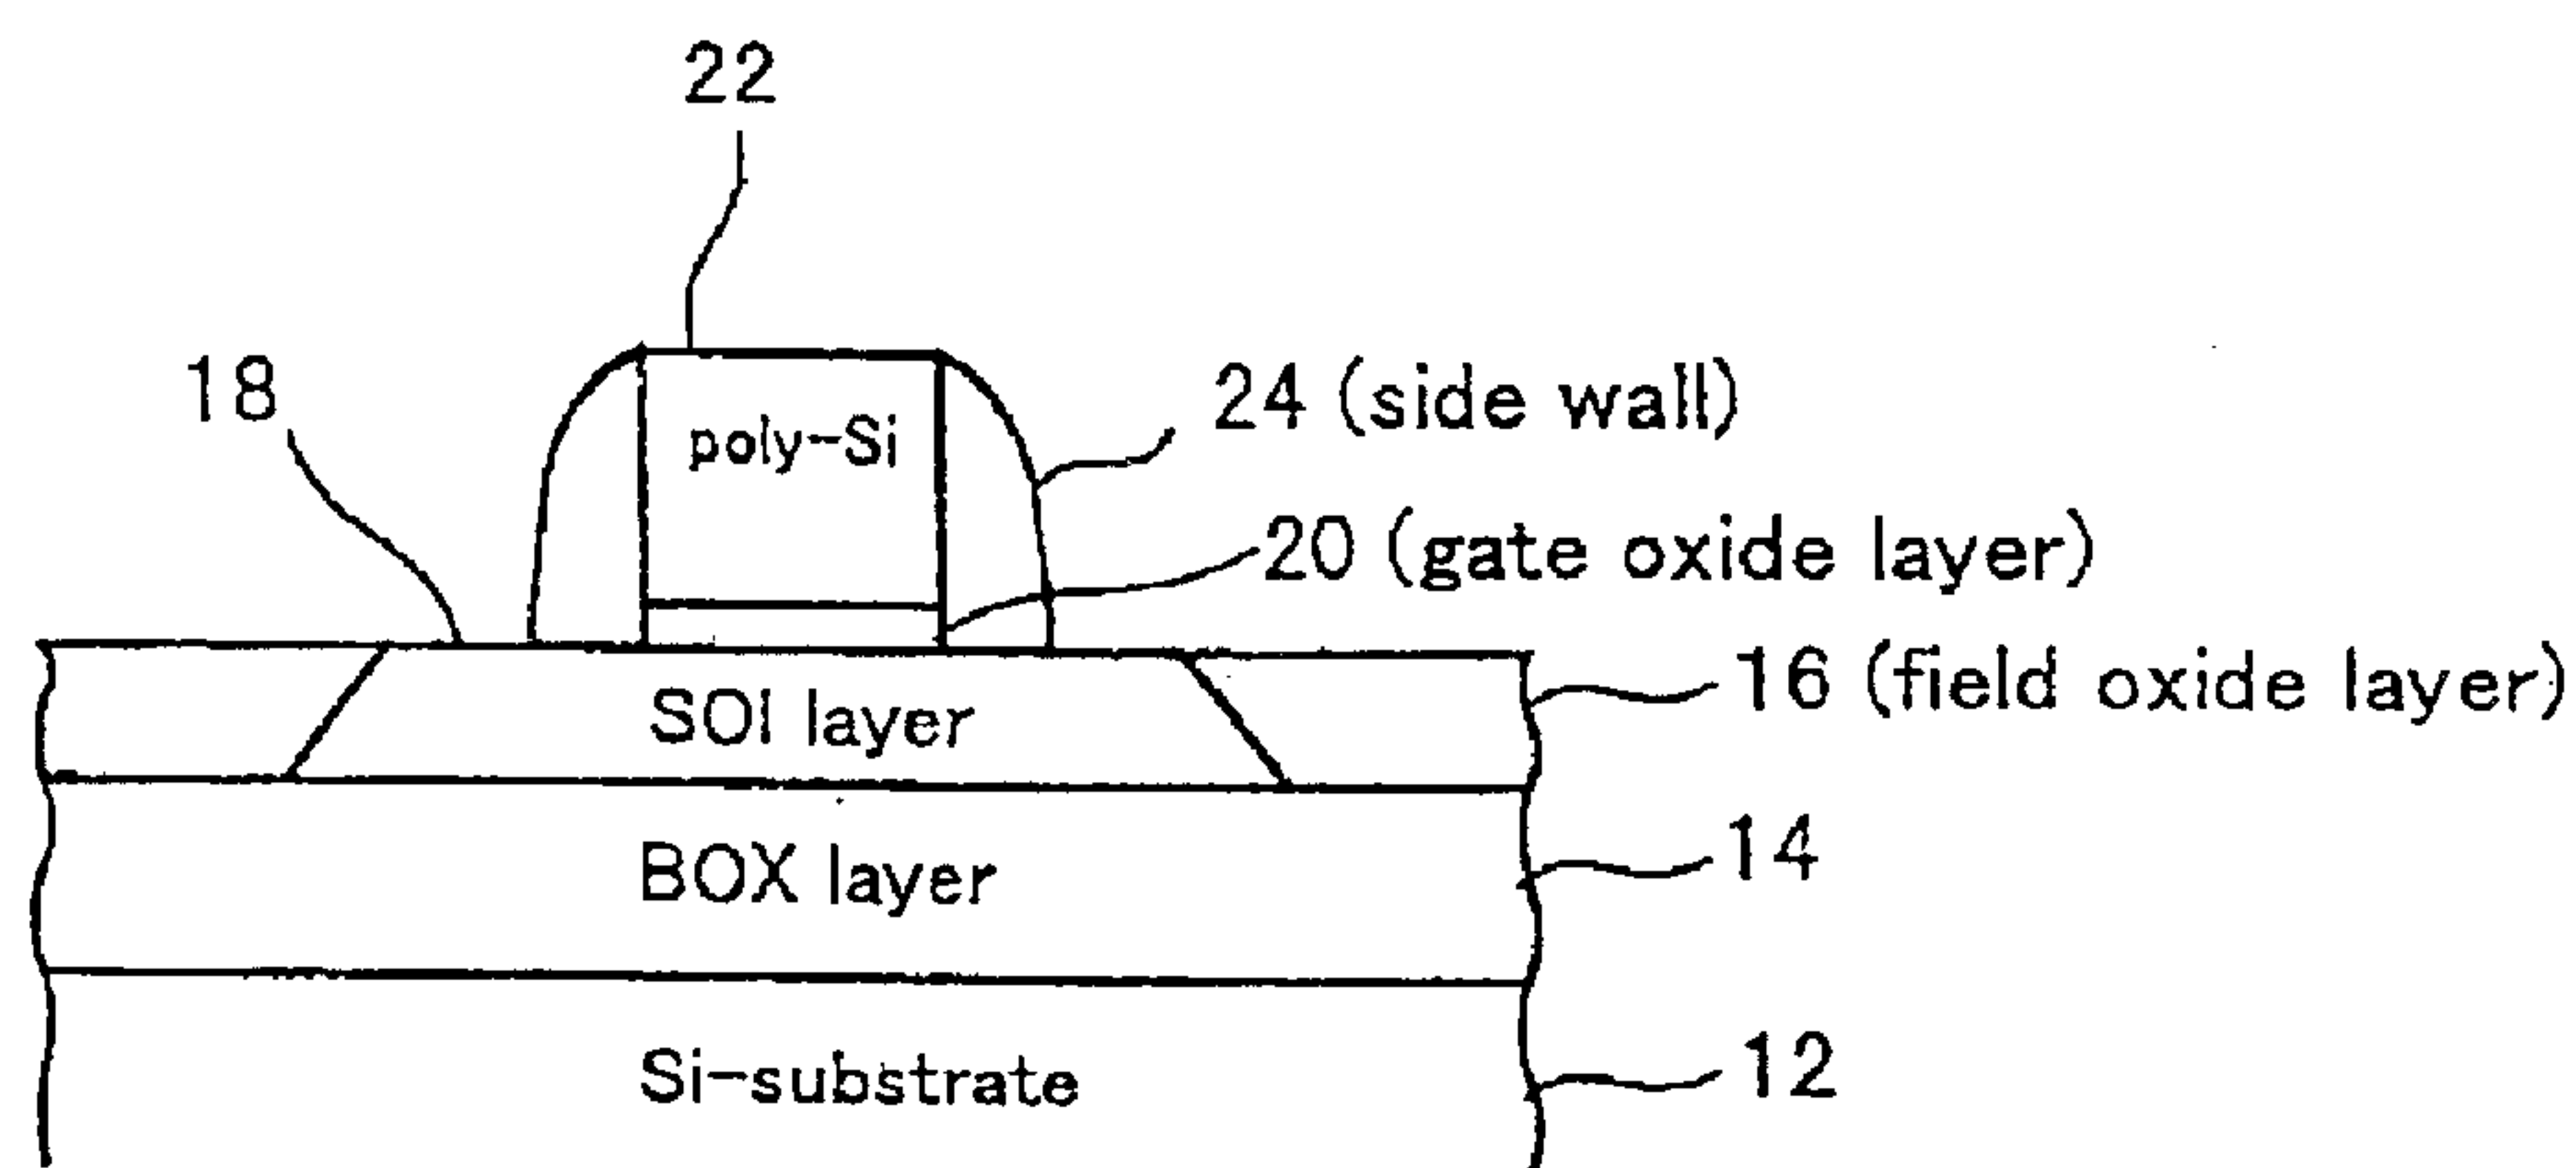 22
18
poly-Si
24 (side wall)
20 (gate oxide layer)
SOI layer
16 (field oxide layer)
BOX layer
14
Si-substrate
12